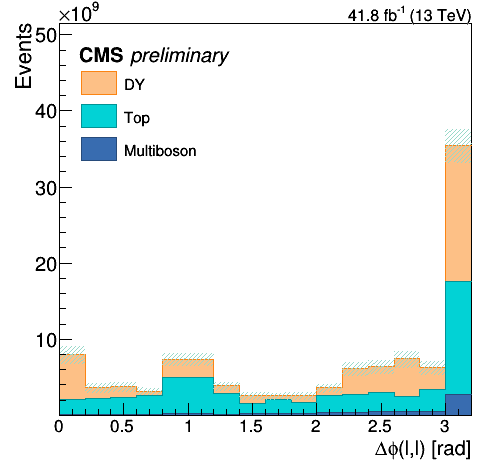 ×10⁹
41.8 fb⁻¹ (13 TeV)
Events
50
40
30
20
10
CMS preliminary
DY
Top
Multiboson
0 0.5 1 1.5 2 2.5 3
Δϕ(l,l) [rad]